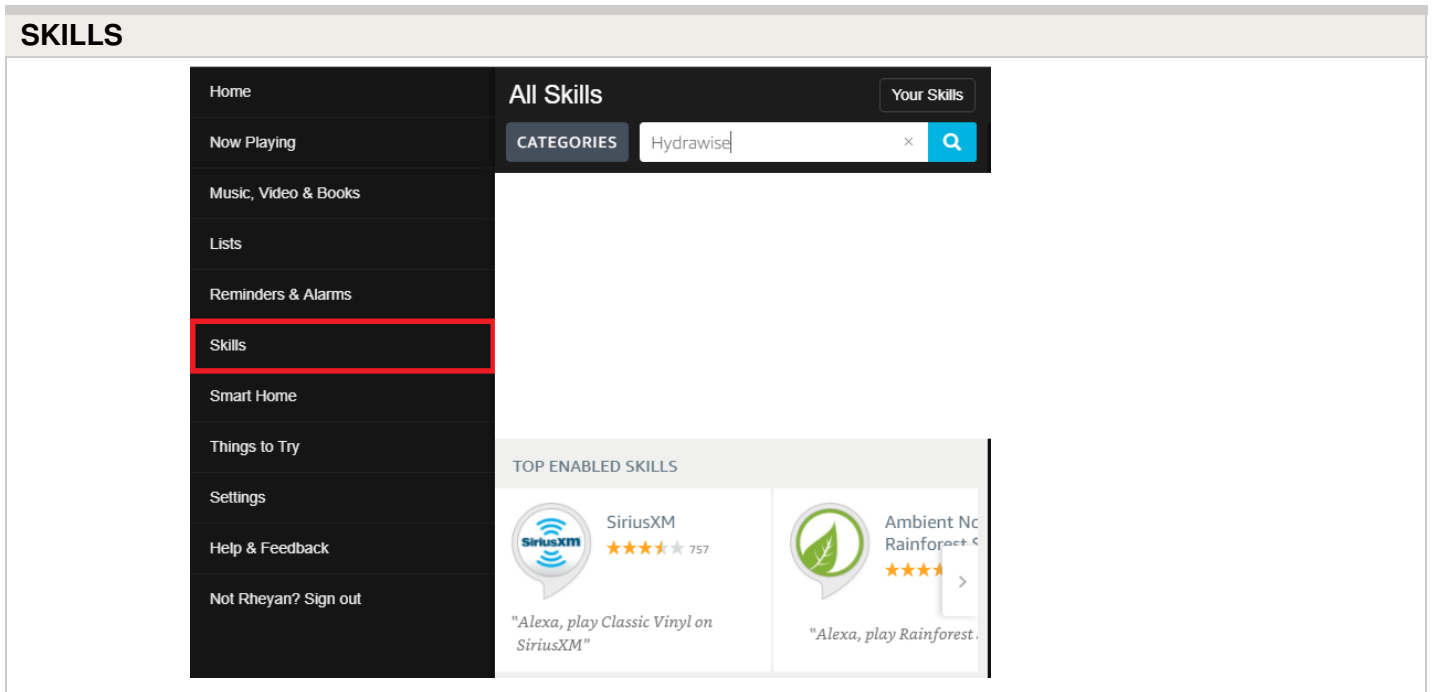 SKILLS
Home
Now Playing
Music, Video & Books
Lists
Reminders & Alarms
Skills
Smart Home
Things to Try
Settings
Help & Feedback
Not Rheyan? Sign out
All Skills
Your Skills
CATEGORIES
Hydrawise
TOP ENABLED SKILLS
SiriusXM
SiriusXM
757
"Alexa, play Classic Vinyl on
SiriusXM"
Ambient
Rainforest
"Alexa, play Rainforest